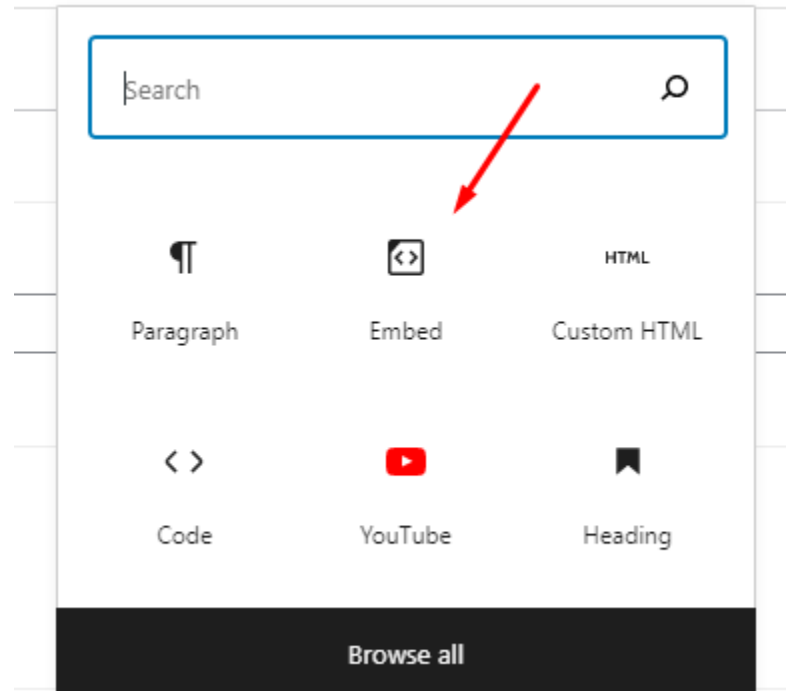 Search
HTML
Paragraph Embed Custom HTML
Code YouTube Heading
Browse all